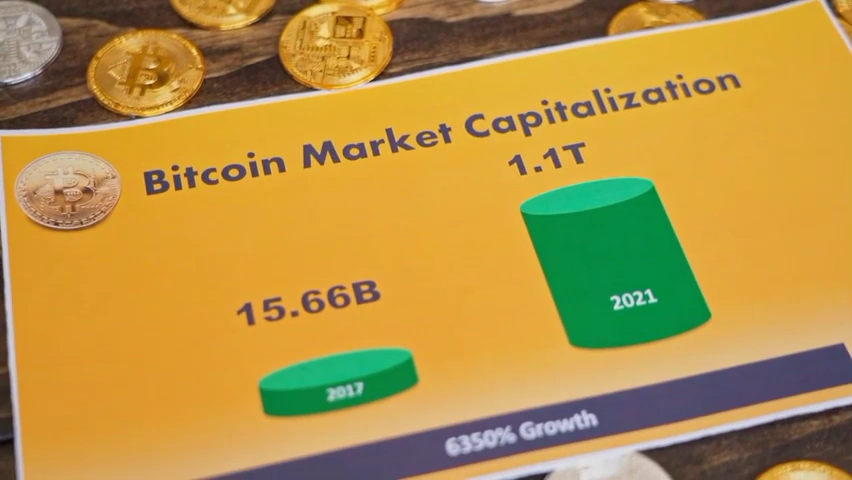 Bitcoin Market Capitalization
1.1T
15.66B
2021
2017
6350% Growth